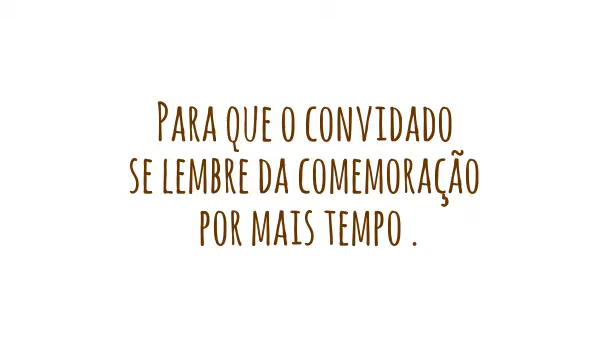 Para que o convidado
se lembre da comemoração
por mais tempo .